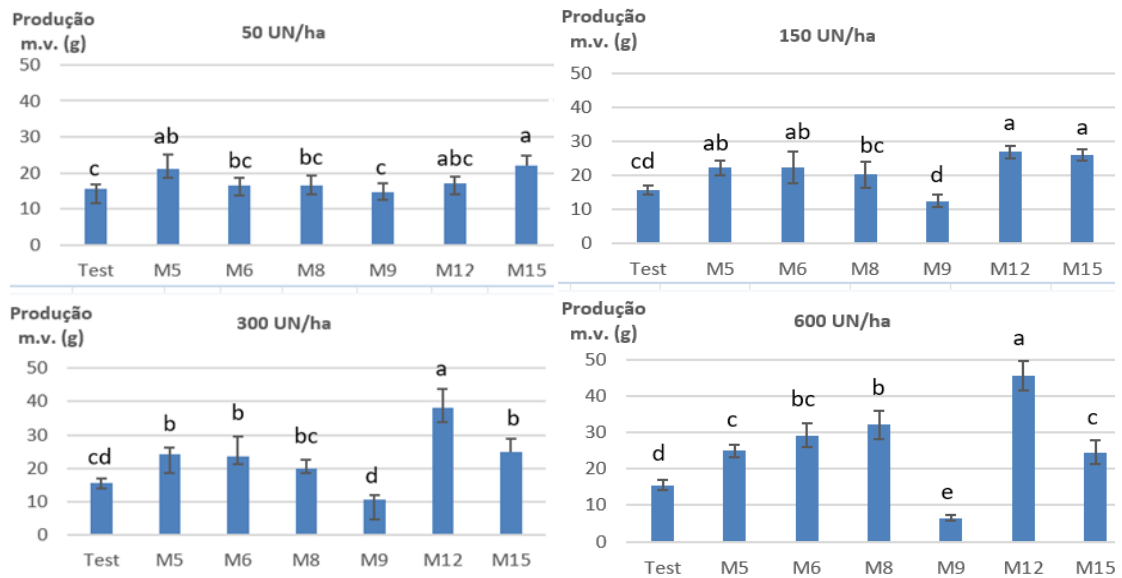 Produção
m.v. (g)
50 UN/ha
50
40
30
20
10
0
c
ab
bc
bc
c
abc
a
Test M5 M6 M8 M9 M12 M15
Produção
m.v. (g)
150 UN/ha
50
40
30
20
10
0
cd
ab
ab
bc
d
a
a
Test M5 M6 M8 M9 M12 M15
Produção
m.v. (g)
300 UN/ha
50
40
30
20
10
0
cd
b
b
bc
d
a
b
Test M5 M6 M8 M9 M12 M15
Produção
m.v. (g)
600 UN/ha
50
40
30
20
10
0
d
c
bc
b
e
a
c
Test M5 M6 M8 M9 M12 M15